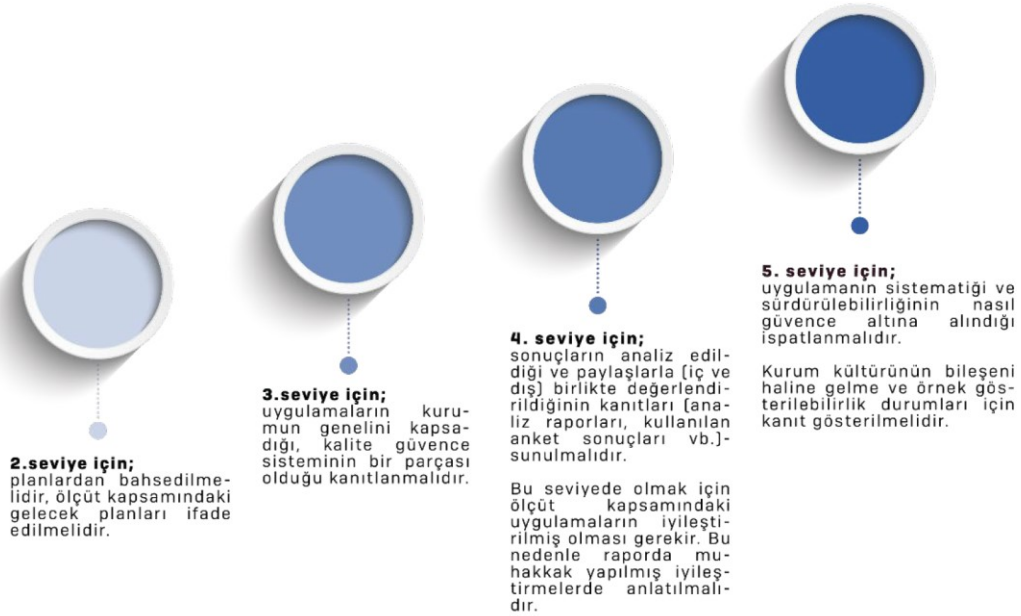 2.seviye için;
planlardan bahsedilme-
lidir, ölçüt kapsamındaki
gelecek planları ifade
edilmelidir.
3.seviye için;
uygulamaların kuru-
mun genelini kapsa-
dığı, kalite güvence
sisteminin bir parçası
olduğu kanıtlanmalıdır.
4. seviye için;
sonuçların analiz edil-
diği ve paylaşlarla (iç ve
dış) birlikte değerlendi-
rildiğinin kanıtları (ana-
liz raporları, kullanılan
anket sonuçları vb.)-
sunulmalıdır.
Bu seviyede olmak için
ölçüt kapsamındaki
uygulamaların iyileşti-
rilmiş olması gerekir. Bu
nedenle raporda mu-
hakkak yapılmış iyileş-
tirmelerde anlatılmalı-
dır.
5. seviye için;
uygulamanın sistematiği ve
sürdürülebilirliğinin nasıl
güvence altına alındığı
ispatlanmalıdır.
Kurum kültürünün bileşeni
haline gelme ve örnek gös-
terilebilirlik durumları için
kanıt gösterilmelidir.